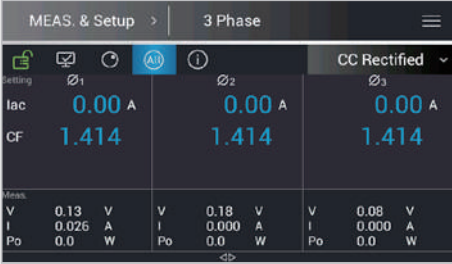 MEAS. & Setup > 3 Phase
All i CC Rectified
Setting Ø1 Ø2 Ø3
Iac 0.00 A 0.00 A 0.00 A
CF 1.414 1.414 1.414
Meas.
V 0.13 V V 0.18 V V 0.08 V
I 0.026 A I 0.000 A I 0.000 A
Po 0.0 W Po 0.0 W Po 0.0 W